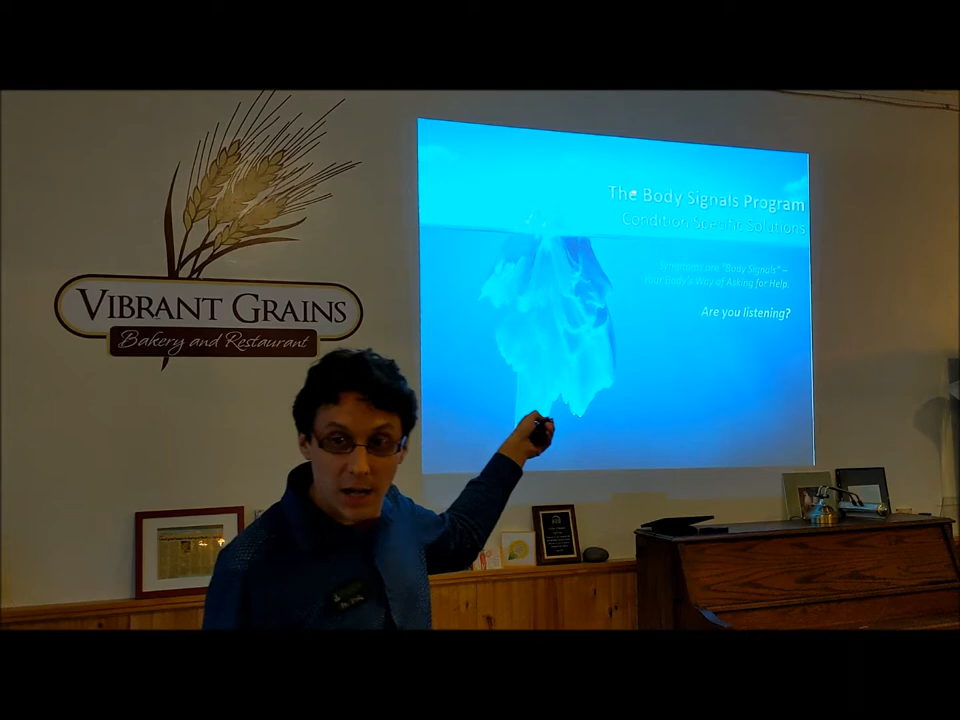 VIBRANT GRAINS
Bakery and Restaurant
The Body Signals Program
Condition Specific Solutions
Symptoms are "Body Signals" –
Your Body's Way of Asking for Help.
Are you listening?